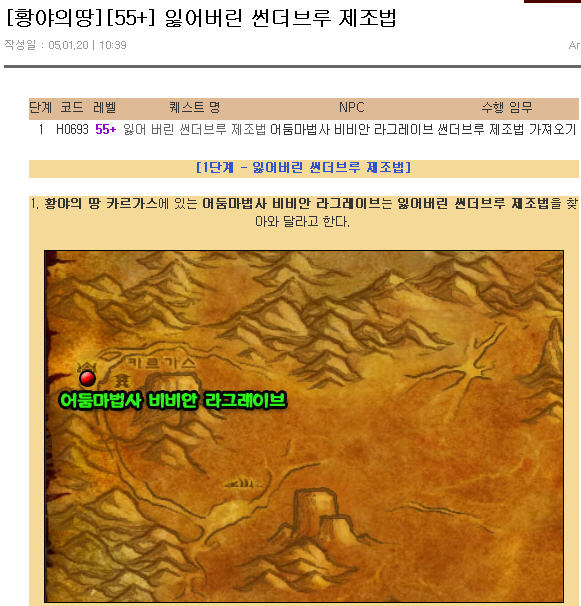 [황야의땅][55+] 잃어버린 썬더브루 제조법
작성일 : 05.01.20 | 10:39
Ar
단계 코드 레벨 퀘스트 명 NPC 수행 임무
1 H0693 55+ 잃어 버린 썬더브루 제조법 어둠마법사 비비안 라그레이브 썬더브루 제조법 가져오기
[1단계 - 잃어버린 썬더브루 제조법]
1. 황야의 땅 카르가스에 있는 어둠마법사 비비안 라그레이브는 잃어버린 썬더브루 제조법을 찾
아와 달라고 한다.
카르가스
어둠마법사 비비안 라그레이브